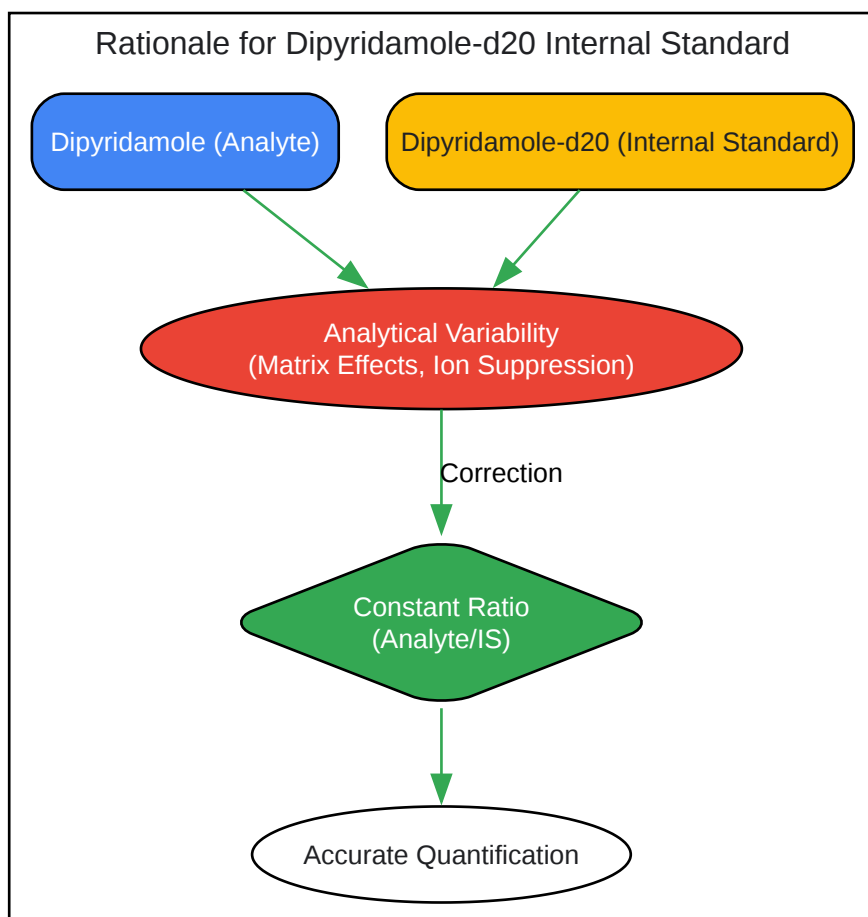 Rationale for Dipyridamole-d20 Internal Standard
Dipyridamole (Analyte)
Dipyridamole-d20 (Internal Standard)
Analytical Variability
(Matrix Effects, Ion Suppression)
Correction
Constant Ratio
(Analyte/IS)
Accurate Quantification